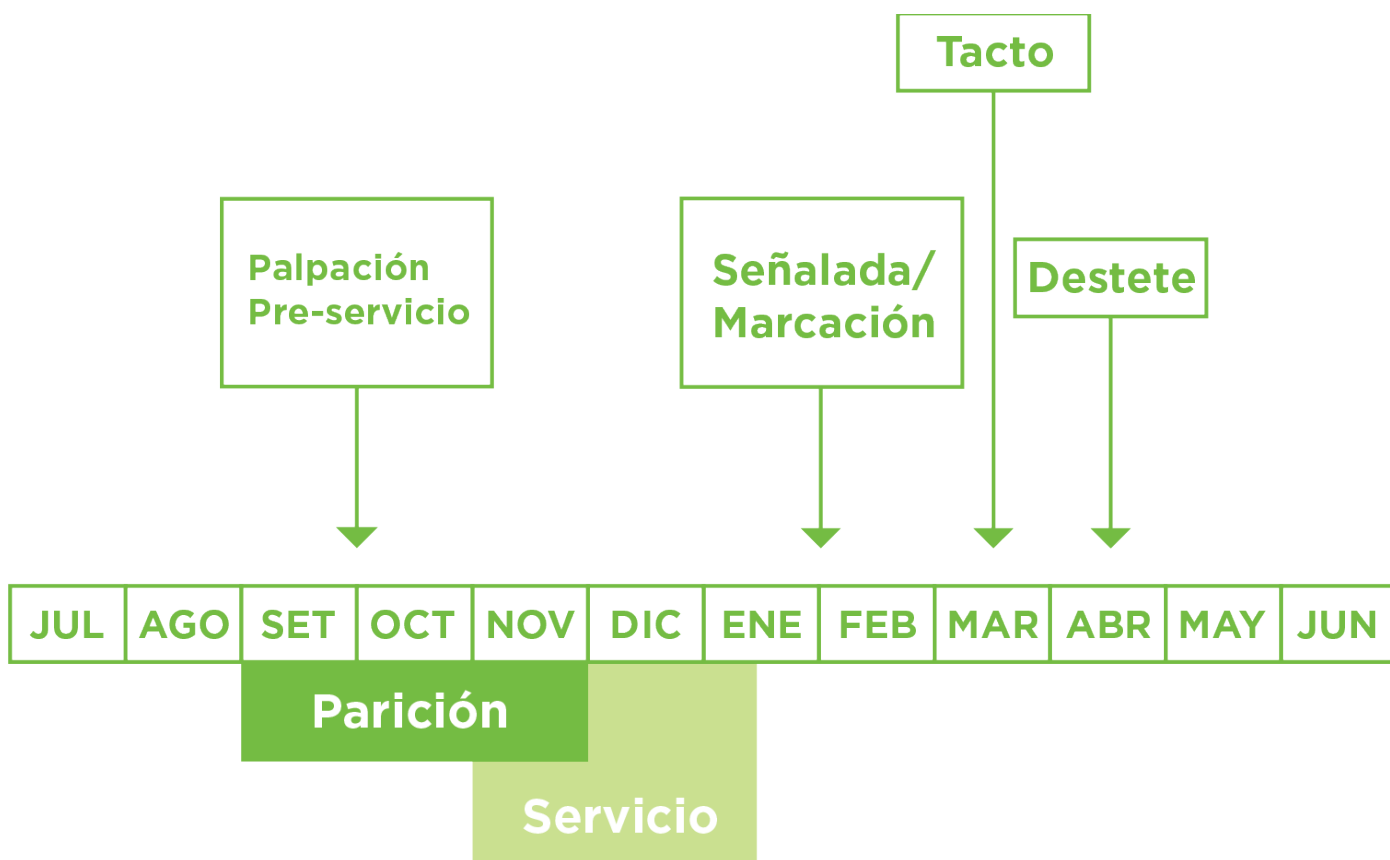 Tacto
Palpación
Pre-servicio
Señalada/
Marcación
Destete
JUL AGO SET OCT NOV DIC ENE FEB MAR ABR MAY JUN
Parición
Servicio